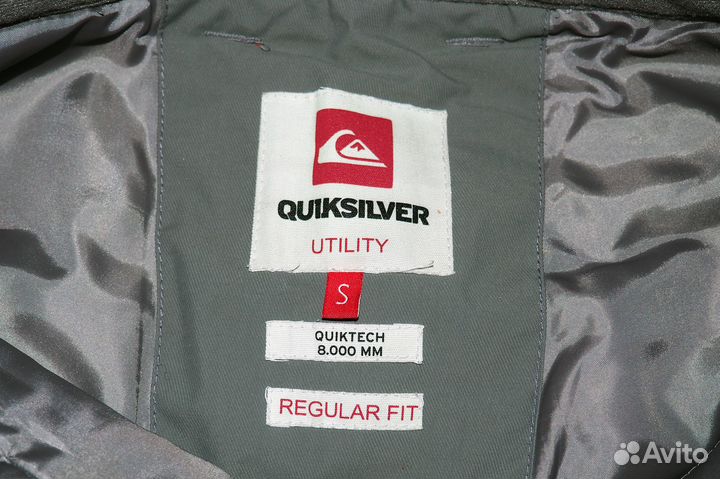 QUIKSILVER
UTILITY
S
QUIKTECH
8.000 MM
REGULAR FIT
Avito